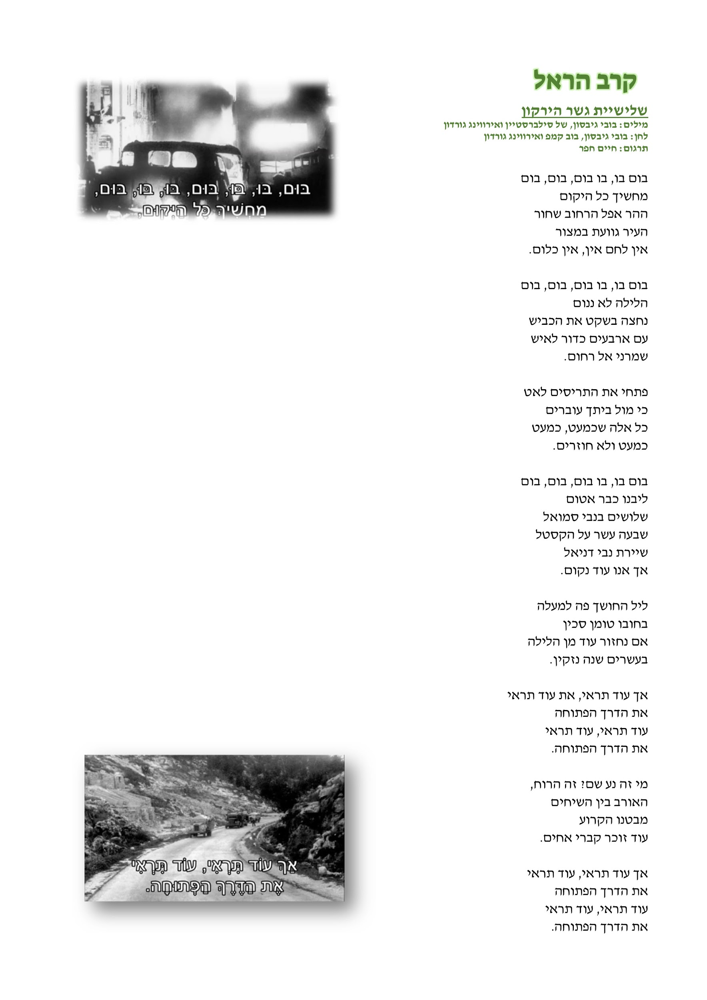 קרב הראל
שלישיית גשר הירקון
מילים: בובי גיבסון, של סילברסטיין ואירווינג גורדון
לחן: בובי גיבסון, בוב קמפ ואירווינג גורדון
תרגום: חיים חפר
בום בו, בו בום, בום, בום
מחשיך כל היקום
ההר אפל הרחוב שחור
העיר גוועת במצור
אין לחם אין, אין כלום.
בום בו, בו בום, בום, בום
הלילה לא ננום
נחצה בשקט את הכביש
עם ארבעים כדור לאיש
שמרני אל רחום.
פתחי את התריסים לאט
כי מול ביתך עוברים
כל אלה שכמעט, כמעט
כמעט ולא חוזרים.
בום בו, בו בום, בום, בום
ליבנו כבר אטום
שלושים בנבי סמואל
שבעה עשר על הקסטל
שיירת נבי דניאל
אך אנו עוד נקום.
ליל החושך פה למעלה
בחובו טומן סכין
אם נחזור עוד מן הלילה
בעשרים שנה נזקין.
אך עוד תראי, את עוד תראי
את הדרך הפתוחה
עוד תראי, עוד תראי
את הדרך הפתוחה.
מי זה נע שם? זה הרוח,
האורב בין השיחים
מבטנו הקרוע
עוד זוכר קברי אחים.
אך עוד תראי, עוד תראי
את הדרך הפתוחה
עוד תראי, עוד תראי
את הדרך הפתוחה.
בּוּם, בּוּ, בּוּ, בּוּם, בּוּ, בּוּ, בּוּם,
מַחְשִׁיךְ כָּל הַיְּקוּם,
אַךְ עוֹד תִּרְאִי, עוֹד תִּרְאִי
אֶת הַדֶּרֶךְ הַפְּתוּחָה.